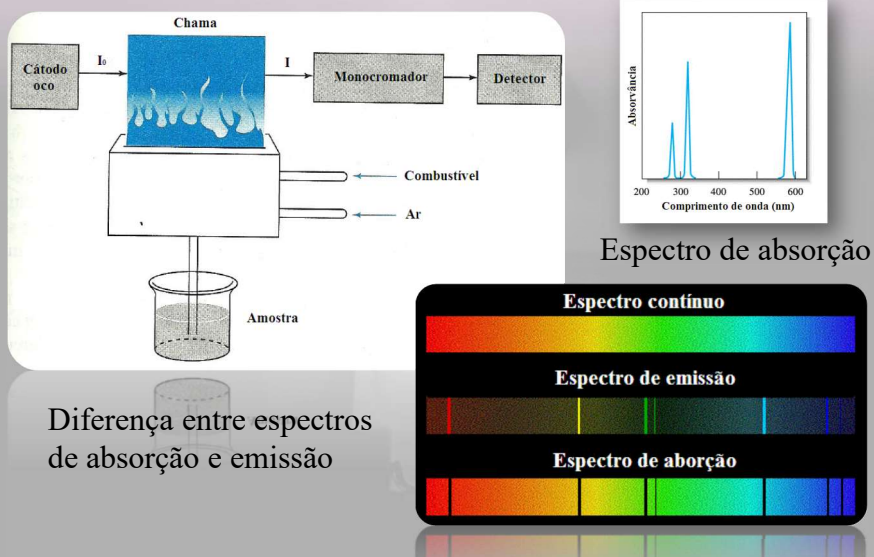 Chama
Cátodo
oco
I₀
I
Monocromador
Detector
Combustível
Ar
Amostra
Absorvância
200 300 400 500 600
Comprimento de onda (nm)
Espectro de absorção
Diferença entre espectros
de absorção e emissão
Espectro contínuo
Espectro de emissão
Espectro de aborção